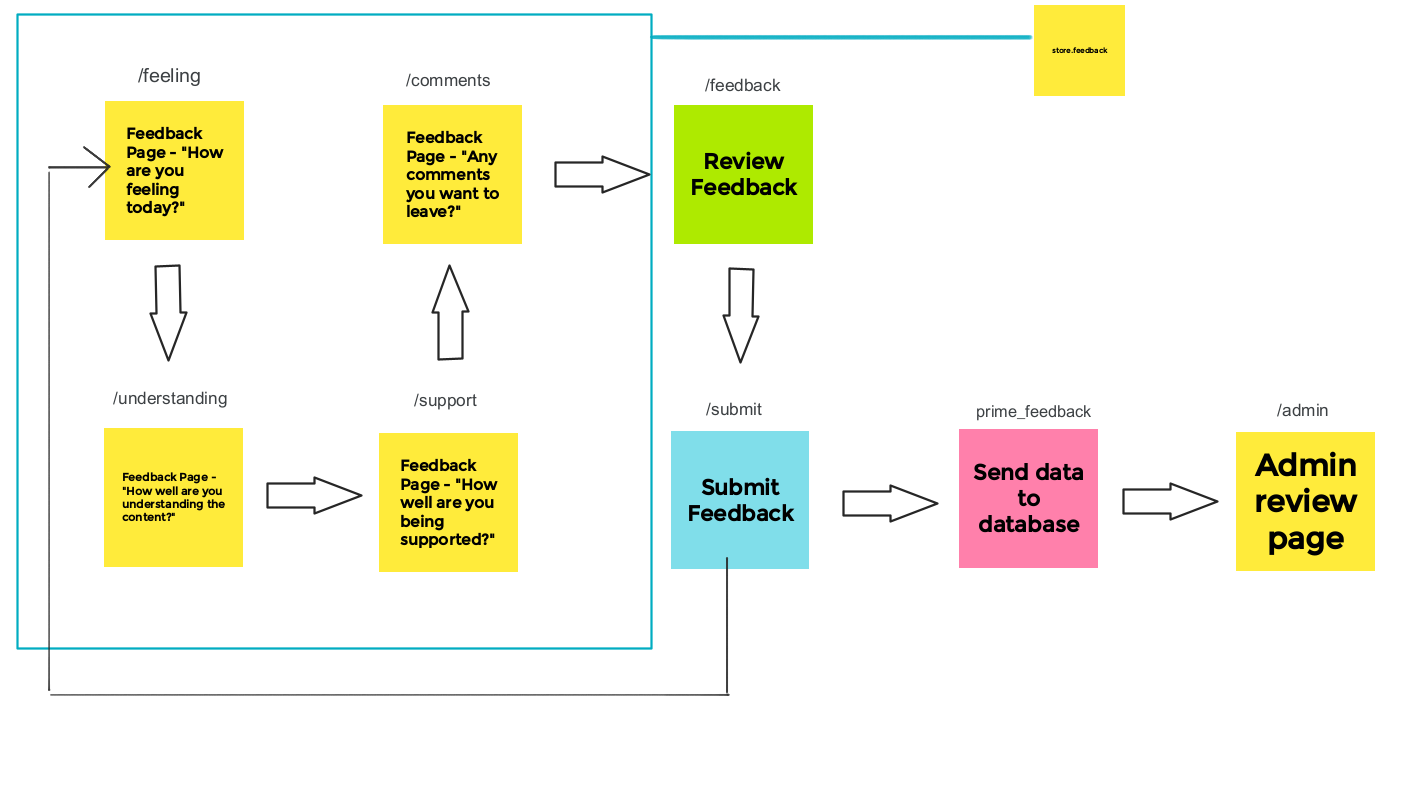 store.feedback
/feeling
Feedback
Page - "How
are you
feeling
today?"
/comments
Feedback
Page - "Any
comments
you want to
leave?"
/feedback
Review
Feedback
/understanding
Feedback Page -
"How well are you
understanding the
content?"
/support
Feedback
Page - "How
well are you
being
supported?"
/submit
Submit
Feedback
prime_feedback
Send data
to
database
/admin
Admin
review
page